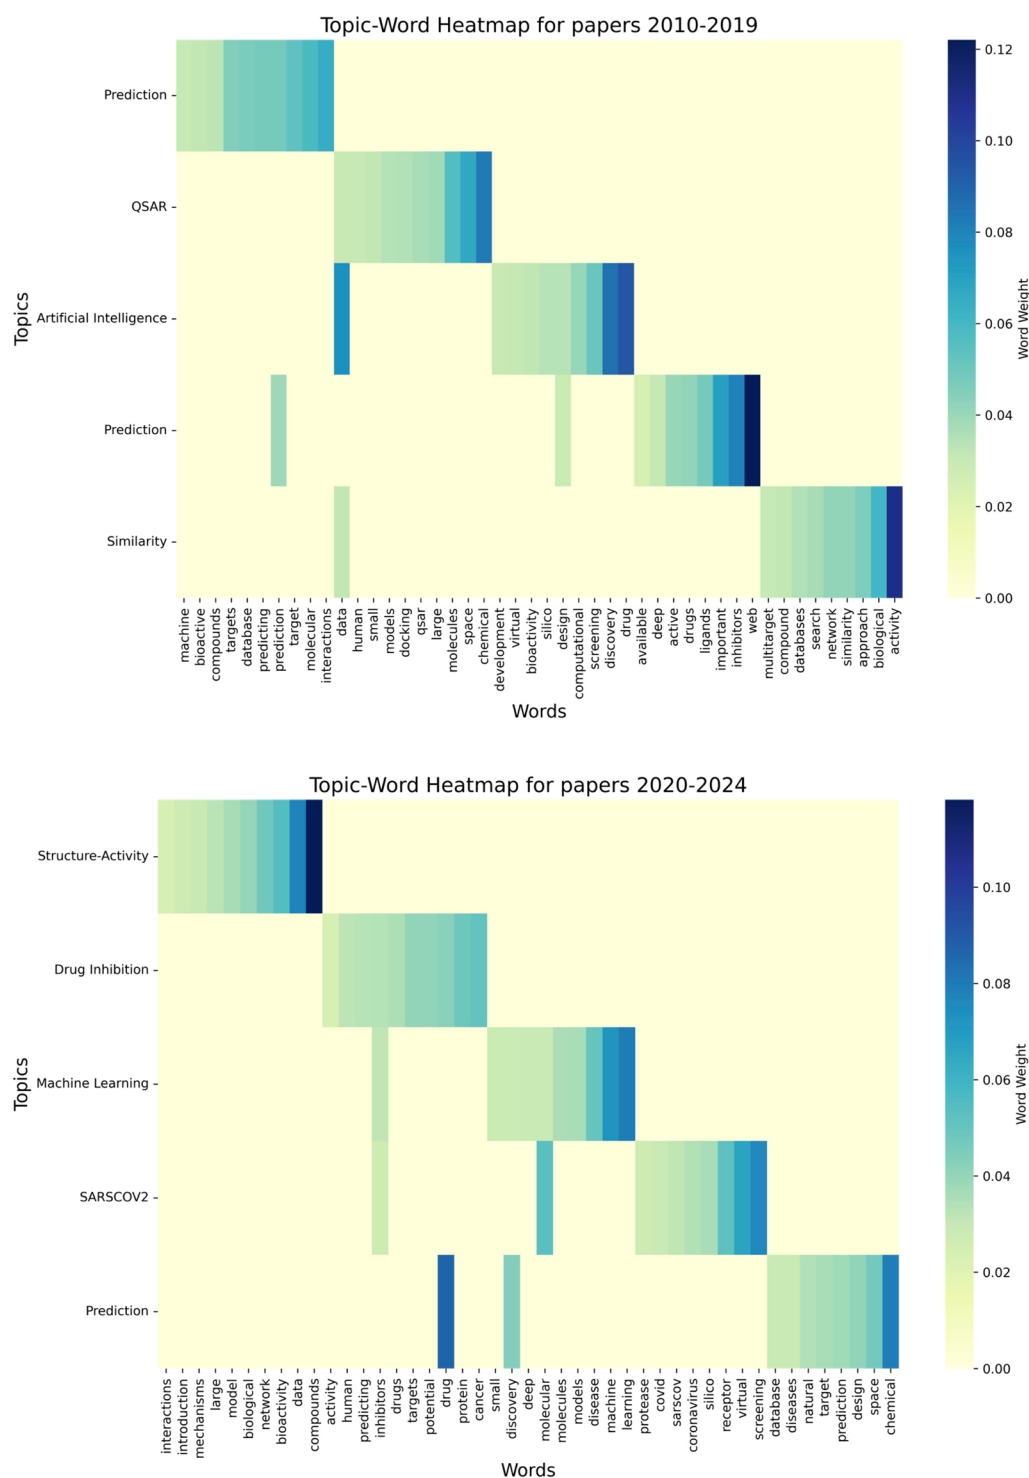 Topic-Word Heatmap for papers 2010-2019
Topics
Prediction
QSAR
Artificial Intelligence
Prediction
Similarity
machine
bioactive
compounds
targets
database
predicting
prediction
target
molecular
interactions
data
human
small
models
docking
qsar
large
molecules
space
chemical
development
virtual
bioactivity
silico
design
computational
screening
discovery
drug
available
deep
active
drugs
ligands
important
inhibitors
web
multitarget
compound
databases
search
network
similarity
approach
biological
activity
Words
0.12
0.10
0.08
0.06
0.04
0.02
0.00
Word Weight
Topic-Word Heatmap for papers 2020-2024
Topics
Structure-Activity
Drug Inhibition
Machine Learning
SARSCOV2
Prediction
interactions
introduction
mechanisms
large
model
biological
network
bioactivity
data
compounds
activity
human
predicting
inhibitors
drugs
targets
potential
drug
protein
cancer
small
discovery
deep
molecular
molecules
models
disease
machine
learning
protease
covid
sarscov
coronavirus
silico
receptor
virtual
screening
database
diseases
natural
target
prediction
design
space
chemical
Words
0.10
0.08
0.06
0.04
0.02
0.00
Word Weight